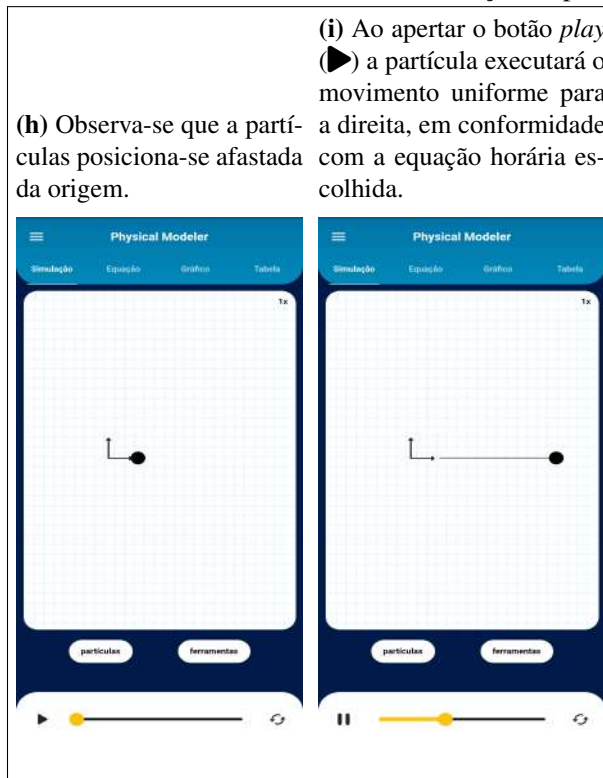 (h) Observa-se que a partí-
culas posiciona-se afastada
da origem.
(i) Ao apertar o botão play
(▶) a partícula executará o
movimento uniforme para
a direita, em conformidade
com a equação horária es-
colhida.
Physical Modeler
Simulação Equação Gráfico Tabela
1x
partículas ferramentas
Physical Modeler
Simulação Equação Gráfico Tabela
1x
partículas ferramentas